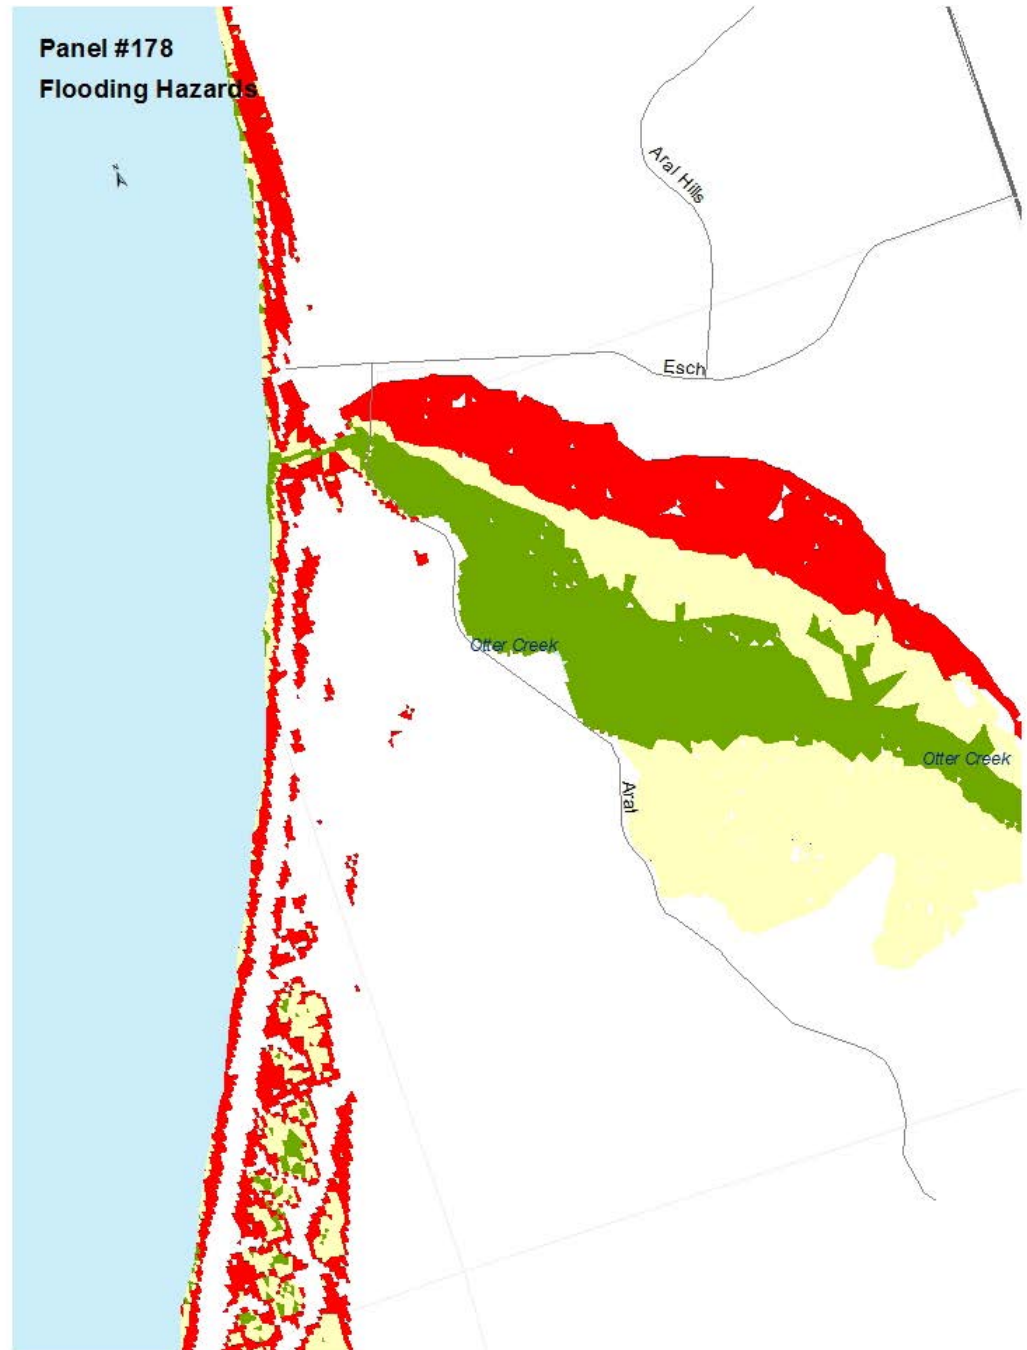 Panel #178
Flooding Hazards
Aral Hills
Esch
Otter Creek
Otter Creek
Aral